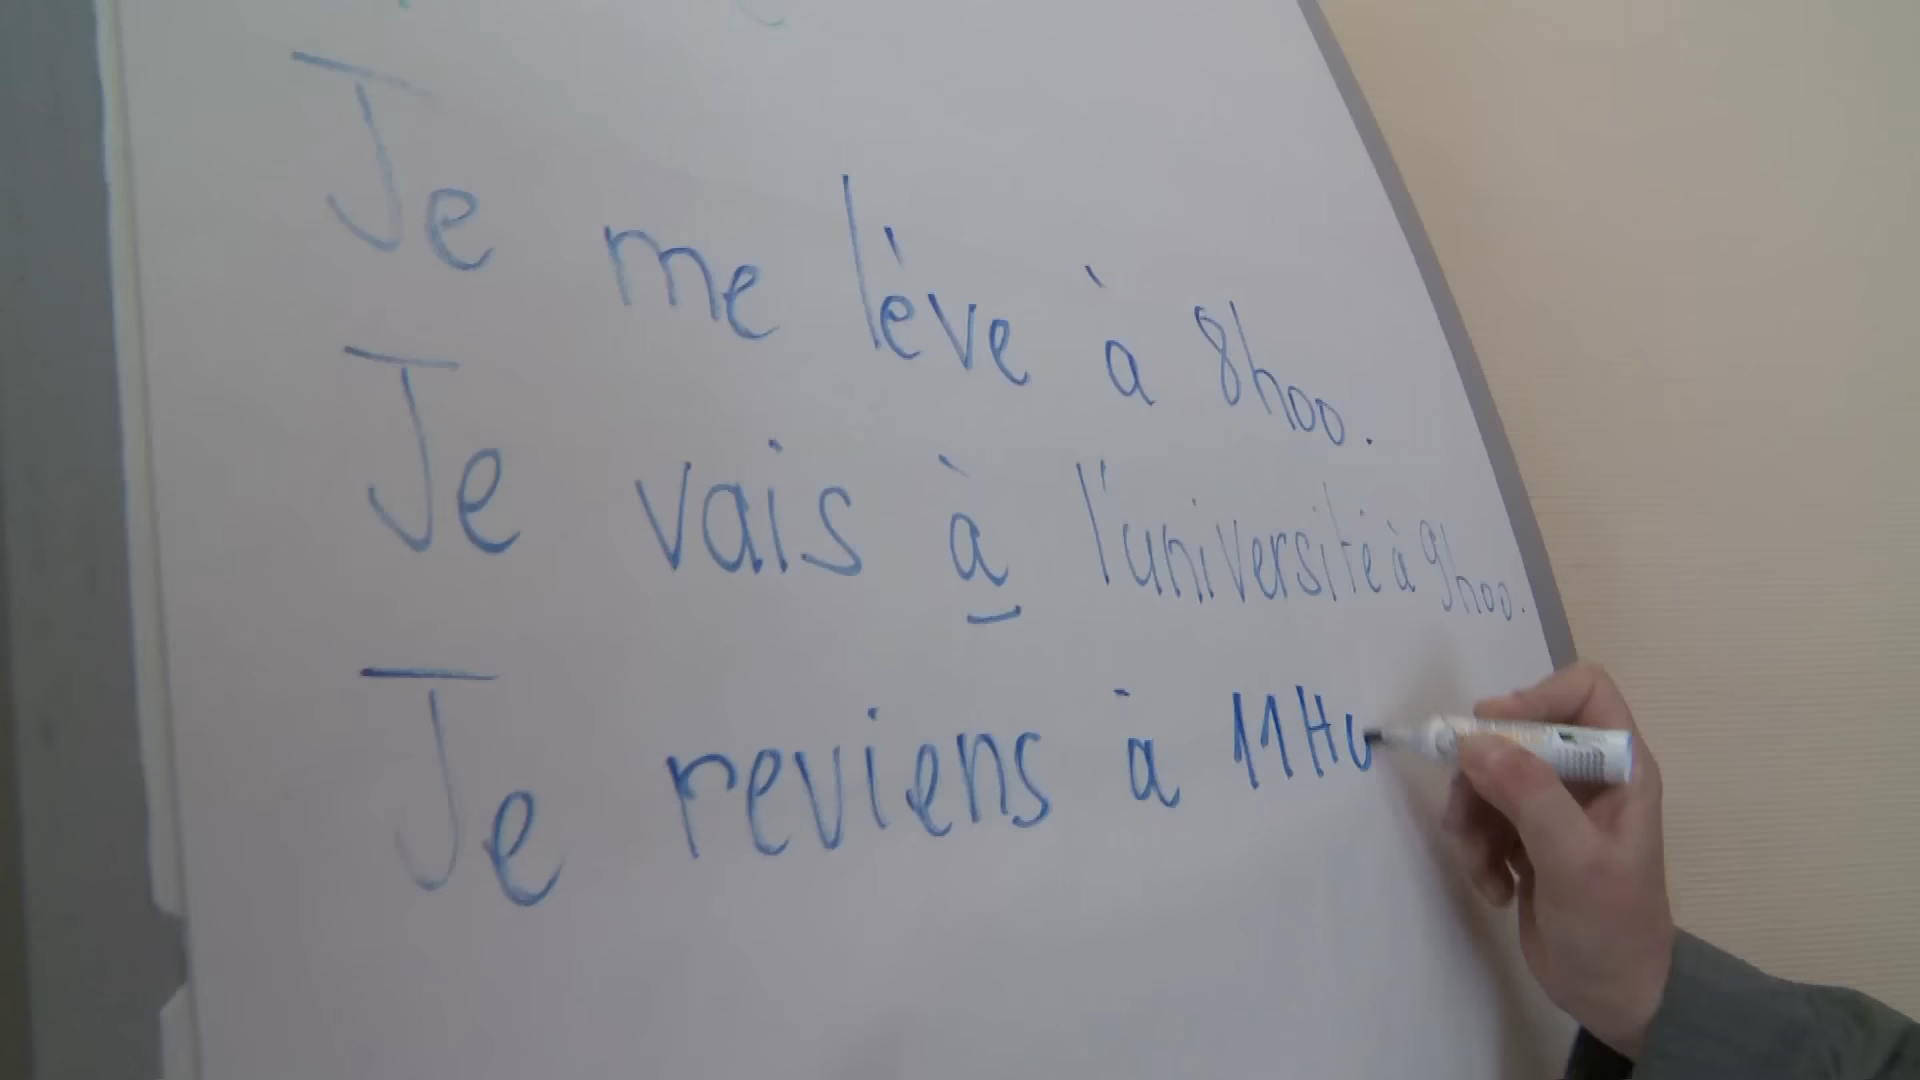 Je me lève à 8h00.
Je vais à l'université à 9h00.
Je reviens à 11H